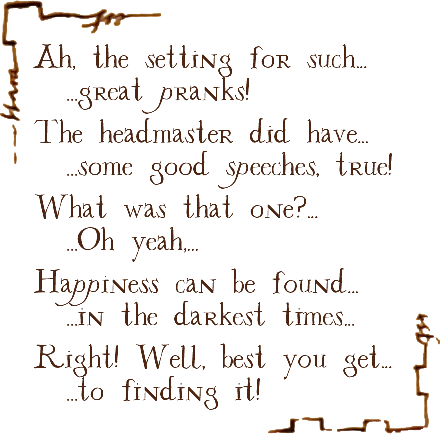 Ah, the setting for such...
...great pranks!
The headmaster did have...
...some good speeches, true!
What was that one?...
...Oh yeah,...
Happiness can be found...
...in the darkest times...
Right! Well, best you get...
...to finding it!